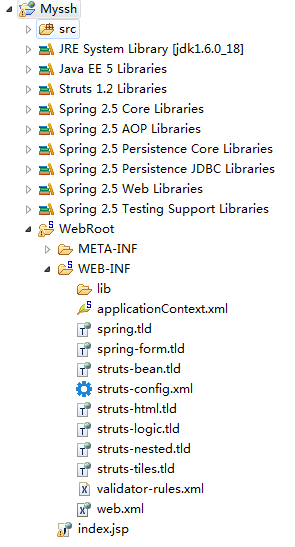 Myssh
src
JRE System Library [jdk1.6.0_18]
Java EE 5 Libraries
Struts 1.2 Libraries
Spring 2.5 Core Libraries
Spring 2.5 AOP Libraries
Spring 2.5 Persistence Core Libraries
Spring 2.5 Persistence JDBC Libraries
Spring 2.5 Web Libraries
Spring 2.5 Testing Support Libraries
WebRoot
META-INF
WEB-INF
lib
applicationContext.xml
spring.tld
spring-form.tld
struts-bean.tld
struts-config.xml
struts-html.tld
struts-logic.tld
struts-nested.tld
struts-tiles.tld
validator-rules.xml
web.xml
index.jsp